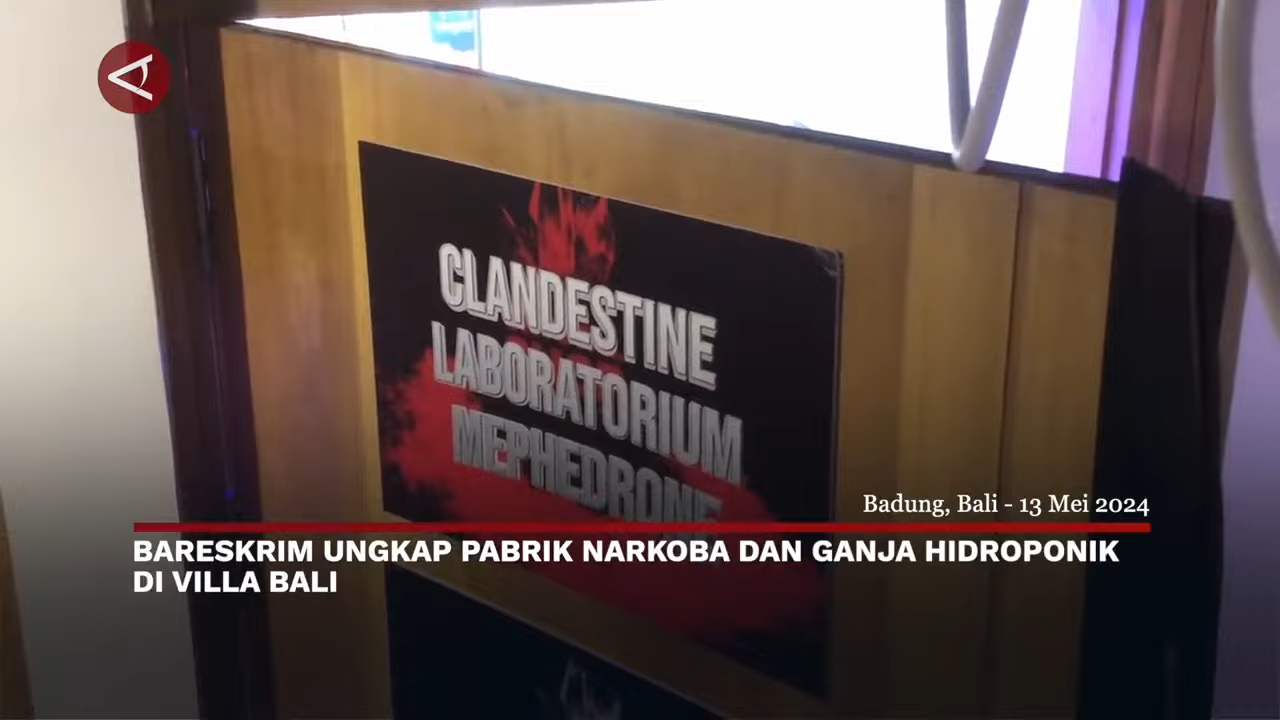 CLANDESTINE
LABORATORIUM
MEPHEDRONE
Badung, Bali - 13 Mei 2024
BARESKRIM UNGKAP PABRIK NARKOBA DAN GANJA HIDROPONIK
DI VILLA BALI